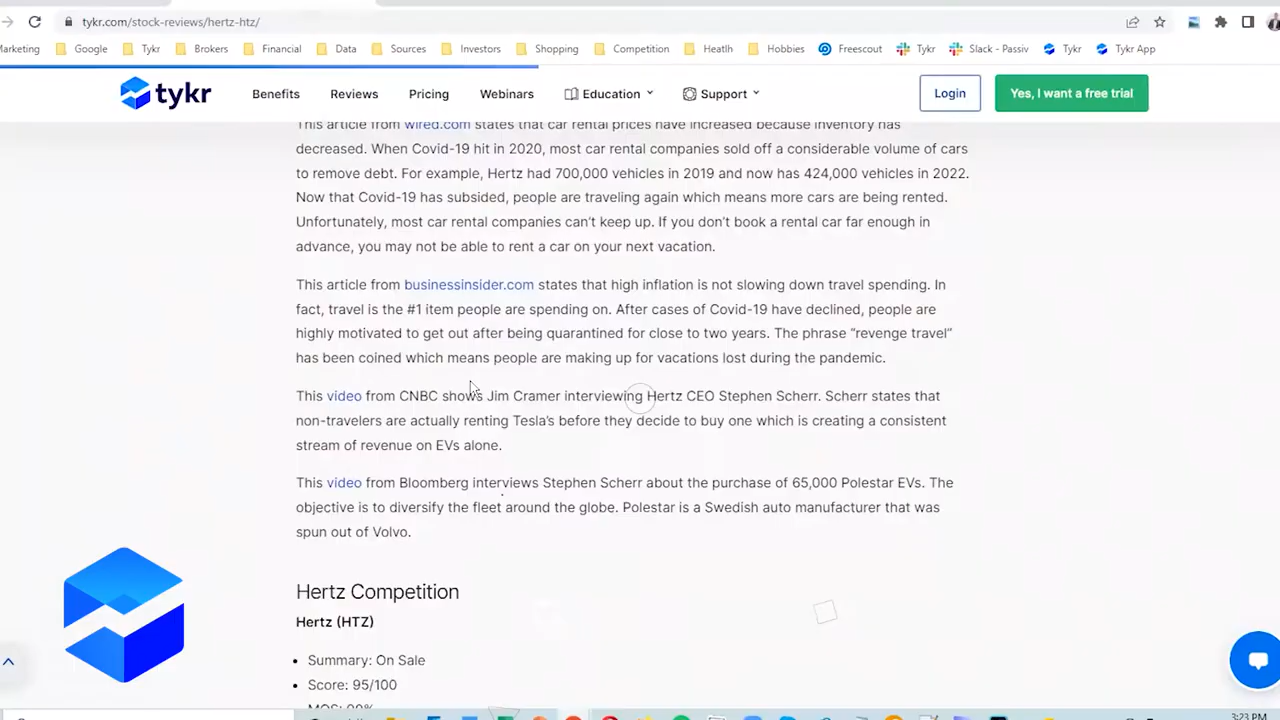 tykr.com/stock-reviews/hertz-htz/
Marketing Google Tykr Brokers Financial Data Sources Investors Shopping Competition Heatlh Hobbies Freescout Tykr Slack - Passiv Tykr Tykr App
tykr Benefits Reviews Pricing Webinars Education Support Login Yes, I want a free trial
This article from wired.com states that car rental prices have increased because inventory has
decreased. When Covid-19 hit in 2020, most car rental companies sold off a considerable volume of cars
to remove debt. For example, Hertz had 700,000 vehicles in 2019 and now has 424,000 vehicles in 2022.
Now that Covid-19 has subsided, people are traveling again which means more cars are being rented.
Unfortunately, most car rental companies can't keep up. If you don't book a rental car far enough in
advance, you may not be able to rent a car on your next vacation.
This article from businessinsider.com states that high inflation is not slowing down travel spending. In
fact, travel is the #1 item people are spending on. After cases of Covid-19 have declined, people are
highly motivated to get out after being quarantined for close to two years. The phrase “revenge travel”
has been coined which means people are making up for vacations lost during the pandemic.
This video from CNBC shows Jim Cramer interviewing Hertz CEO Stephen Scherr. Scherr states that
non-travelers are actually renting Tesla's before they decide to buy one which is creating a consistent
stream of revenue on EVs alone.
This video from Bloomberg interviews Stephen Scherr about the purchase of 65,000 Polestar EVs. The
objective is to diversify the fleet around the globe. Polestar is a Swedish auto manufacturer that was
spun out of Volvo.
Hertz Competition
Hertz (HTZ)
Summary: On Sale
Score: 95/100
3:23 PM